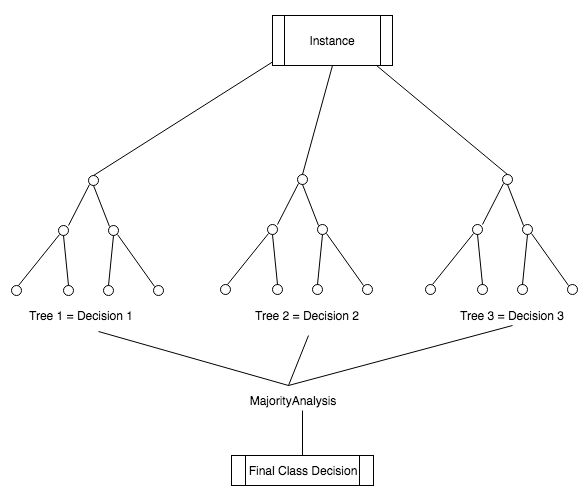 Instance
Tree 1 = Decision 1
Tree 2 = Decision 2
Tree 3 = Decision 3
MajorityAnalysis
Final Class Decision